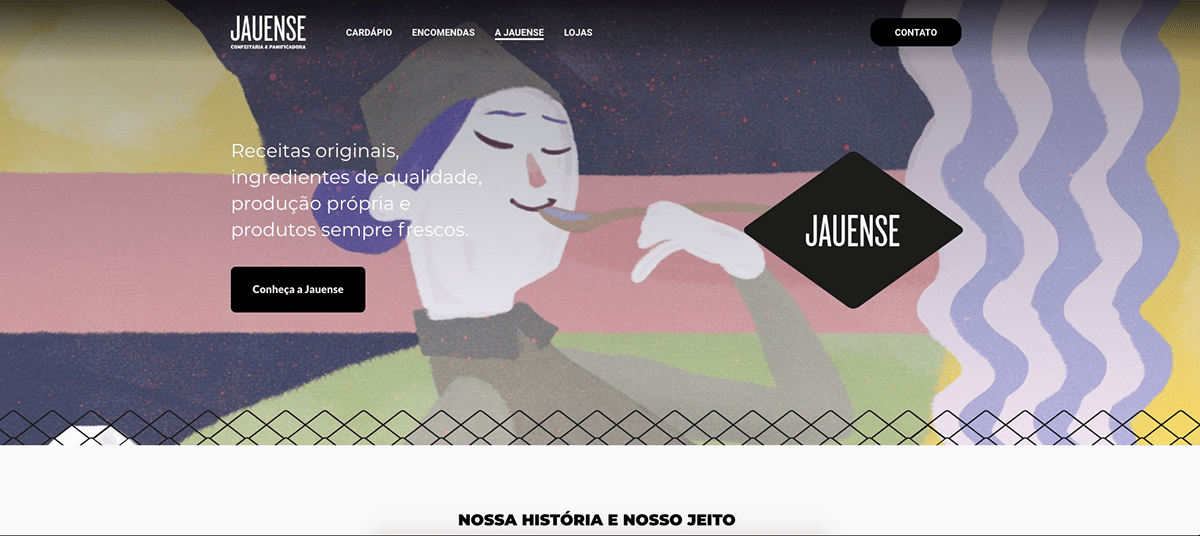 JAUENSE
CONFEITARIA & PANIFICADORA
CARDÁPIO ENCOMENDAS A JAUENSE LOJAS
CONTATO
Receitas originais,
ingredientes de qualidade,
produção própria e
produtos sempre frescos.
Conheça a Jauense
JAUENSE
NOSSA HISTÓRIA E NOSSO JEITO